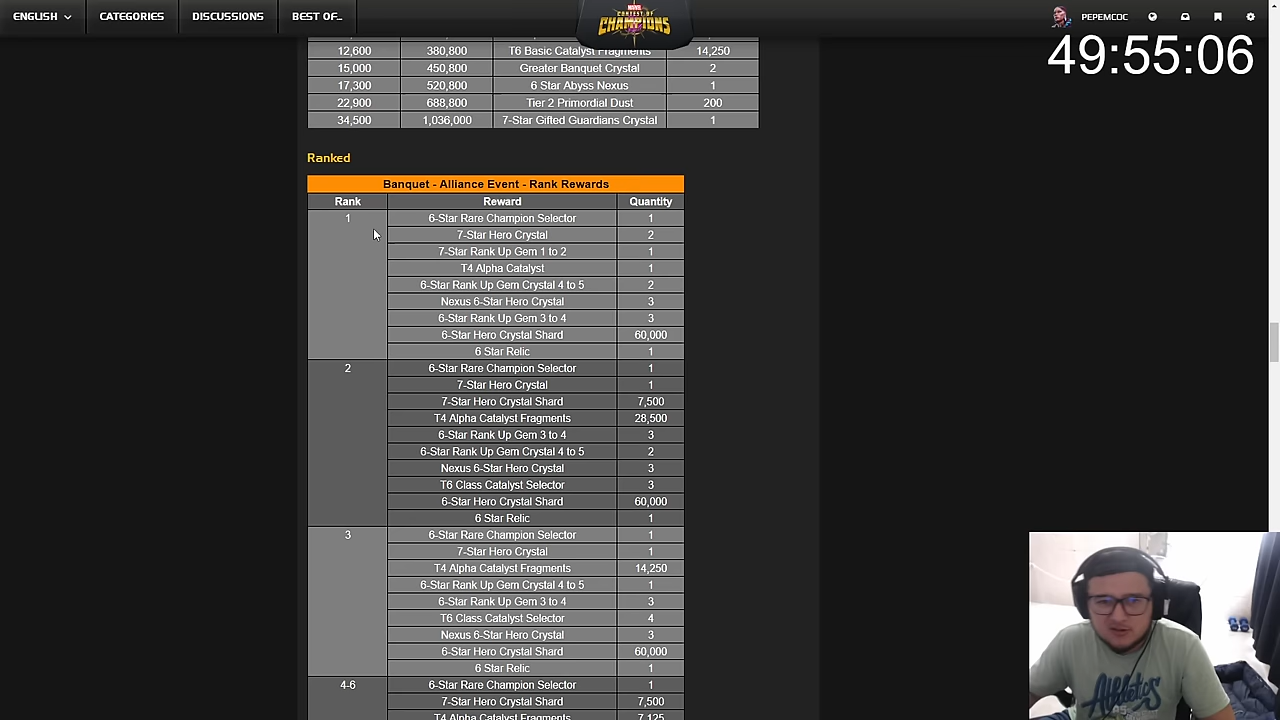 ENGLISH CATEGORIES DISCUSSIONS BEST OF... MARVEL CONTEST OF CHAMPIONS PEPEMCOC
49:55:06
12,600 380,800 T6 Basic Catalyst Fragments 14,250
15,000 450,800 Greater Banquet Crystal 2
17,300 520,800 6 Star Abyss Nexus 1
22,900 688,800 Tier 2 Primordial Dust 200
34,500 1,036,000 7-Star Gifted Guardians Crystal 1
Ranked
Banquet - Alliance Event - Rank Rewards
Rank Reward Quantity
1 6-Star Rare Champion Selector 1
7-Star Hero Crystal 2
7-Star Rank Up Gem 1 to 2 1
T4 Alpha Catalyst 1
6-Star Rank Up Gem Crystal 4 to 5 2
Nexus 6-Star Hero Crystal 3
6-Star Rank Up Gem 3 to 4 3
6-Star Hero Crystal Shard 60,000
6 Star Relic 1
2 6-Star Rare Champion Selector 1
7-Star Hero Crystal 1
7-Star Hero Crystal Shard 7,500
T4 Alpha Catalyst Fragments 28,500
6-Star Rank Up Gem 3 to 4 3
6-Star Rank Up Gem Crystal 4 to 5 2
Nexus 6-Star Hero Crystal 3
T6 Class Catalyst Selector 3
6-Star Hero Crystal Shard 60,000
6 Star Relic 1
3 6-Star Rare Champion Selector 1
7-Star Hero Crystal 1
T4 Alpha Catalyst Fragments 14,250
6-Star Rank Up Gem Crystal 4 to 5 1
6-Star Rank Up Gem 3 to 4 3
T6 Class Catalyst Selector 4
Nexus 6-Star Hero Crystal 3
6-Star Hero Crystal Shard 60,000
6 Star Relic 1
4-6 6-Star Rare Champion Selector 1
7-Star Hero Crystal Shard 7,500
T4 Alpha Catalyst Fragments 7,125
Athletic